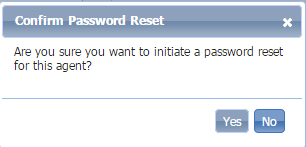 Confirm Password Reset
Are you sure you want to initiate a password reset
for this agent?
Yes No